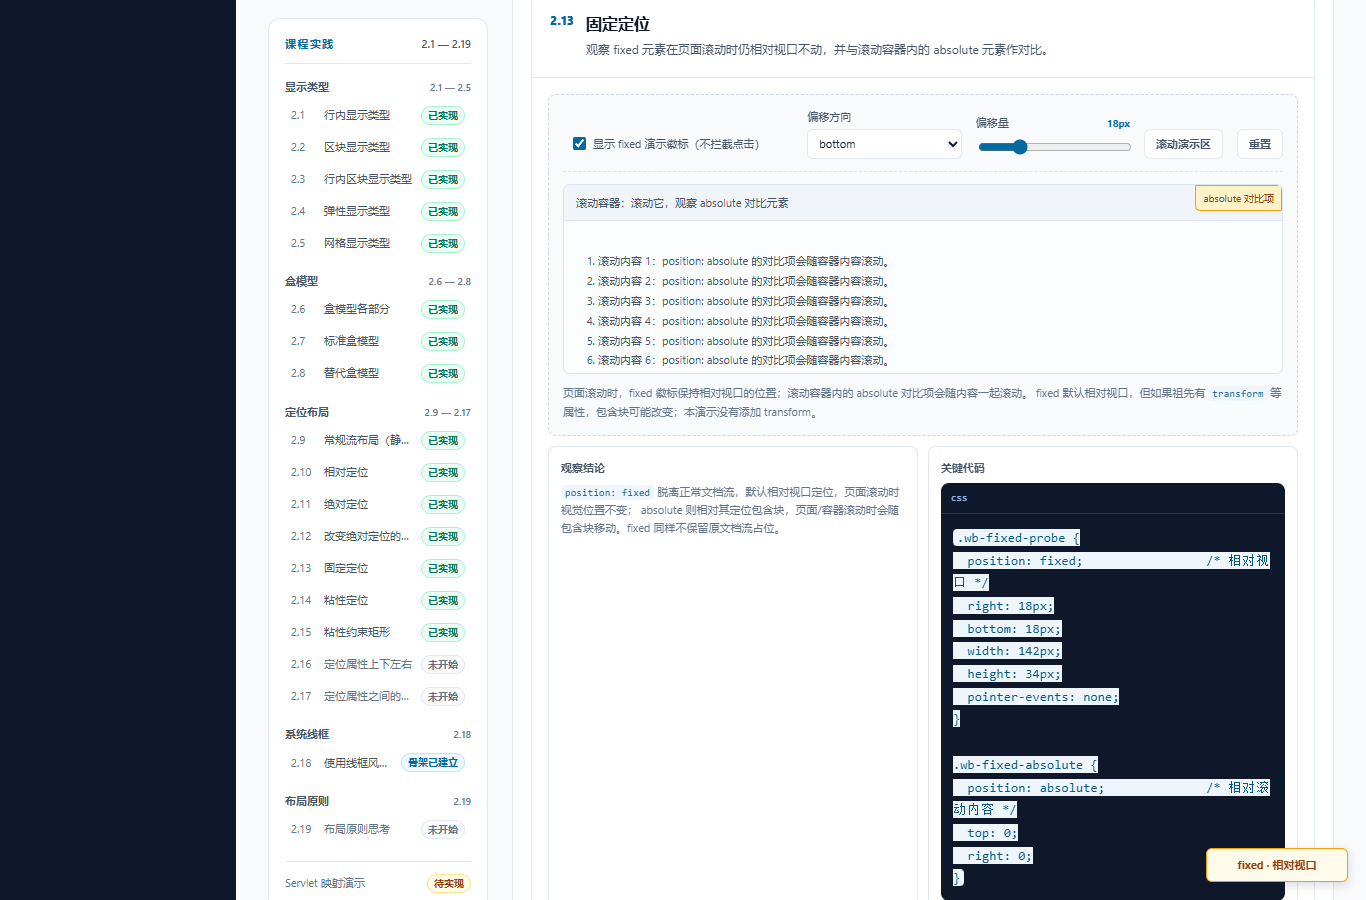 课程实践 2.1 — 2.19
显示类型 2.1 — 2.5
2.1 行内显示类型 已实现
2.2 区块显示类型 已实现
2.3 行内区块显示类型 已实现
2.4 弹性显示类型 已实现
2.5 网格显示类型 已实现
盒模型 2.6 — 2.8
2.6 盒模型各部分 已实现
2.7 标准盒模型 已实现
2.8 替代盒模型 已实现
定位布局 2.9 — 2.17
2.9 常规流布局（静... 已实现
2.10 相对定位 已实现
2.11 绝对定位 已实现
2.12 改变绝对定位的... 已实现
2.13 固定定位 已实现
2.14 粘性定位 已实现
2.15 粘性约束矩形 已实现
2.16 定位属性上下左右 未开始
2.17 定位属性之间的... 未开始
系统线框 2.18
2.18 使用线框风... 骨架已建立
布局原则 2.19
2.19 布局原则思考 未开始
Servlet 映射演示 待实现
2.13 固定定位
观察 fixed 元素在页面滚动时仍相对视口不动，并与滚动容器内的 absolute 元素作对比。
显示 fixed 演示徽标（不拦截点击）
偏移方向
bottom
偏移量 18px
滚动演示区
重置
滚动容器：滚动它，观察 absolute 对比元素
absolute 对比项
1. 滚动内容 1：position: absolute 的对比项会随容器内容滚动。
2. 滚动内容 2：position: absolute 的对比项会随容器内容滚动。
3. 滚动内容 3：position: absolute 的对比项会随容器内容滚动。
4. 滚动内容 4：position: absolute 的对比项会随容器内容滚动。
5. 滚动内容 5：position: absolute 的对比项会随容器内容滚动。
6. 滚动内容 6：position: absolute 的对比项会随容器内容滚动。
页面滚动时，fixed 徽标保持相对视口的位置；滚动容器内的 absolute 对比项会随内容一起滚动。 fixed 默认相对视口，但如果祖先有 transform 等
属性，包含块可能改变；本演示没有添加 transform。
观察结论
position: fixed 脱离正常文档流，默认相对视口定位，页面滚动时
视觉位置不变； absolute 则相对其定位包含块，页面/容器滚动时会随
包含块移动。fixed 同样不保留原文档流占位。
关键代码
css
.wb-fixed-probe {
position: fixed; /* 相对视
口 */
right: 18px;
bottom: 18px;
width: 142px;
height: 34px;
pointer-events: none;
}
.wb-fixed-absolute {
position: absolute; /* 相对滚
动内容 */
top: 0;
right: 0;
}
fixed · 相对视口